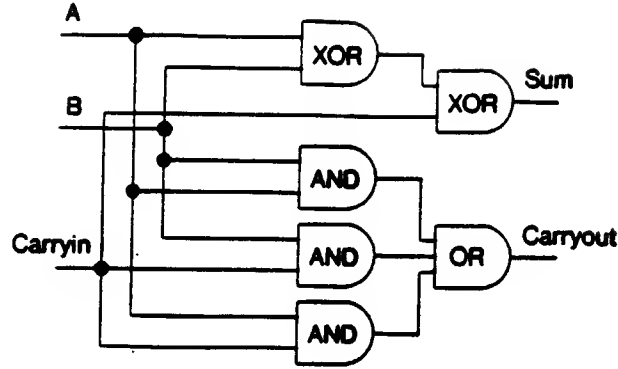 A
XOR
XOR
Sum
B
AND
Carryin
AND
OR
Carryout
AND